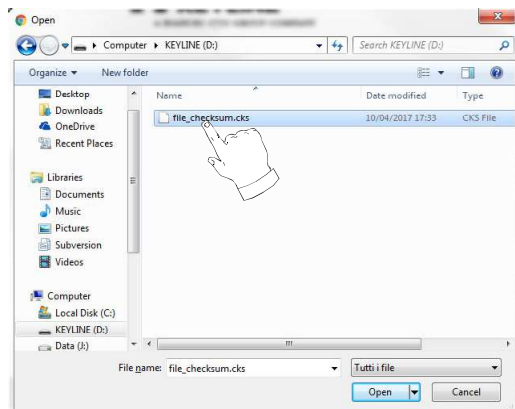 Open
Computer ▸ KEYLINE (D:)
Search KEYLINE (D:)
Organize
New folder
Name
Date modified
Type
Desktop
Downloads
OneDrive
Recent Places
Libraries
Documents
Music
Pictures
Subversion
Videos
Computer
Local Disk (C:)
KEYLINE (D:)
Data (J:)
file_checksum.cks
10/04/2017 17:33
CKS File
File name: file_checksum.cks
Tutti i file
Open
Cancel